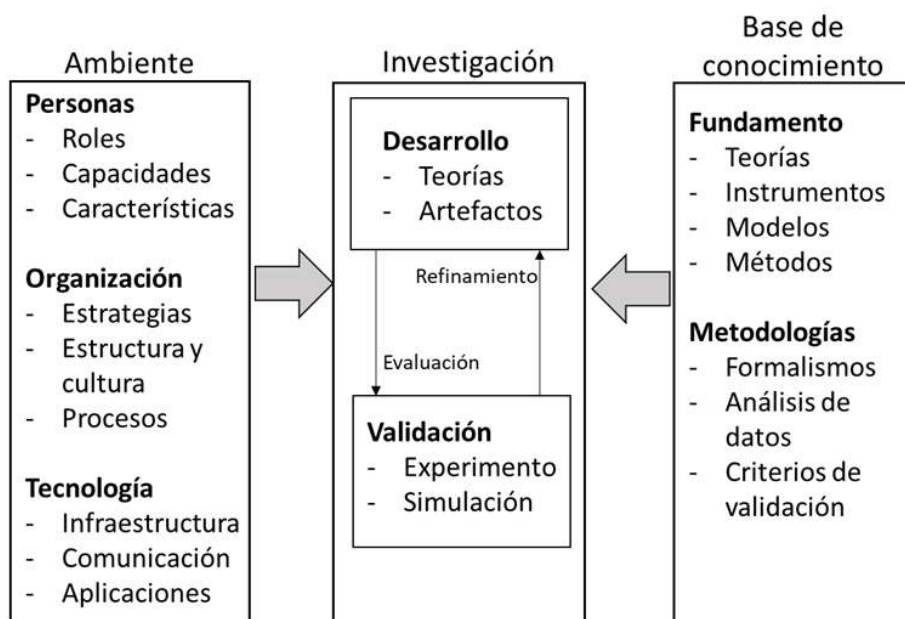 Ambiente
Personas
- Roles
- Capacidades
- Características
Organización
- Estrategias
- Estructura y
cultura
- Procesos
Tecnología
- Infraestructura
- Comunicación
- Aplicaciones
Investigación
Desarrollo
- Teorías
- Artefactos
Refinamiento
Evaluación
Validación
- Experimento
- Simulación
Base de
conocimiento
Fundamento
- Teorías
- Instrumentos
- Modelos
- Métodos
Metodologías
- Formalismos
- Análisis de
datos
- Criterios de
validación